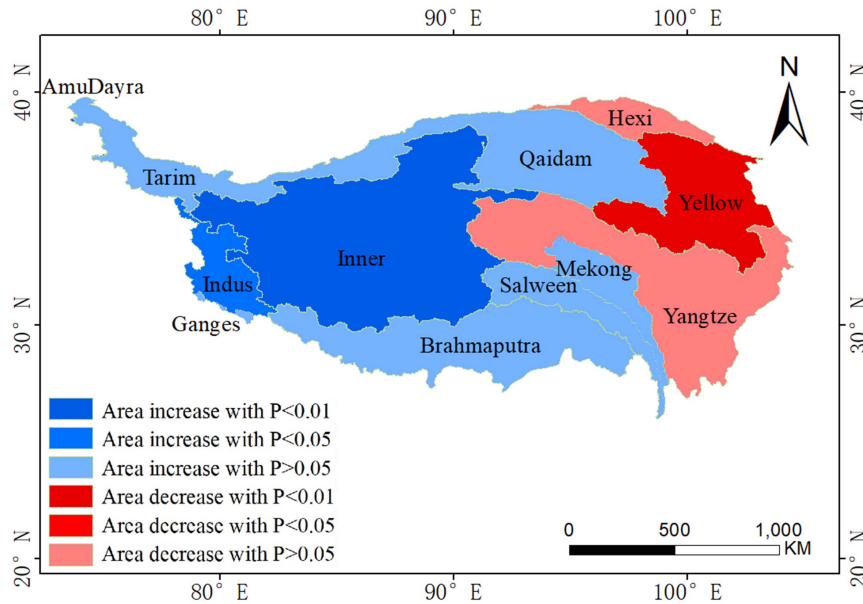 80° E 90° E 100° E
N
40° N 40° N
AmuDayra
Hexi
Qaidam
Tarim
Yellow
Inner
Mekong
Indus
Salween
Ganges
Yangtze
30° N 30° N
Brahmaputra
Area increase with P<0.01
Area increase with P<0.05
Area increase with P>0.05
Area decrease with P<0.01
Area decrease with P<0.05
Area decrease with P>0.05
0 500 1,000
KM
20° N 20° N
80° E 90° E 100° E